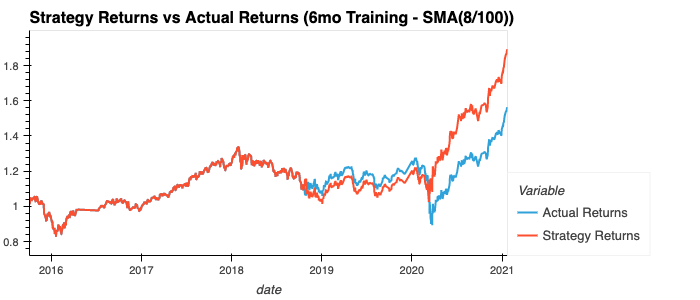 Strategy Returns vs Actual Returns (6mo Training - SMA(8/100))
1.8
1.6
1.4
1.2
1
0.8
2016 2017 2018 2019 2020 2021
date
Variable
Actual Returns
Strategy Returns